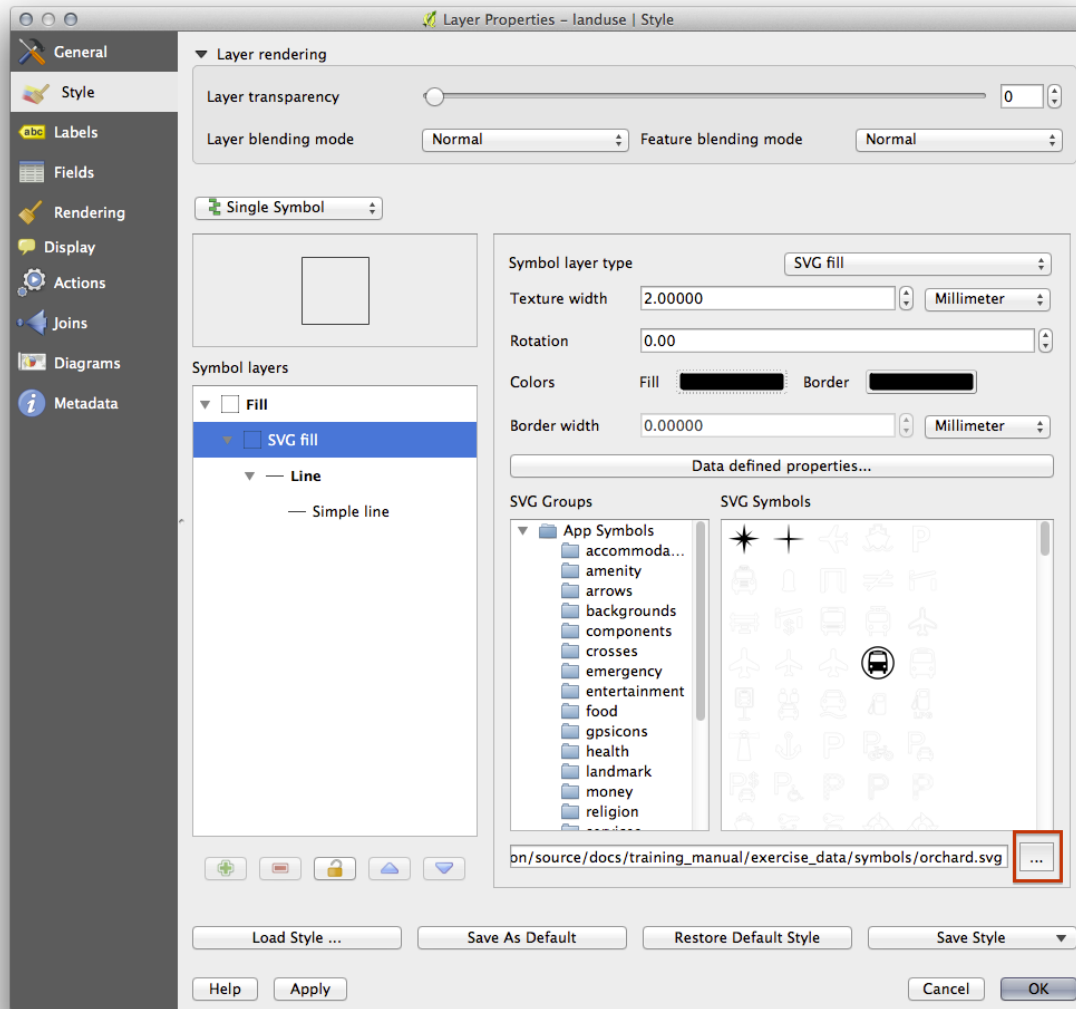 Layer Properties – landuse | Style
General
Style
abc Labels
Fields
Rendering
Display
Actions
Joins
Diagrams
Metadata
Layer rendering
Layer transparency 0
Layer blending mode Normal Feature blending mode Normal
Single Symbol
Symbol layers
Fill
SVG fill
Line
Simple line
Symbol layer type SVG fill
Texture width 2.00000 Millimeter
Rotation 0.00
Colors Fill Border
Border width 0.00000 Millimeter
Data defined properties...
SVG Groups SVG Symbols
App Symbols
accommoda...
amenity
arrows
backgrounds
components
crosses
emergency
entertainment
food
gpsicons
health
landmark
money
religion
on/source/docs/training_manual/exercise_data/symbols/orchard.svg ...
Load Style ... Save As Default Restore Default Style Save Style
Help Apply Cancel OK